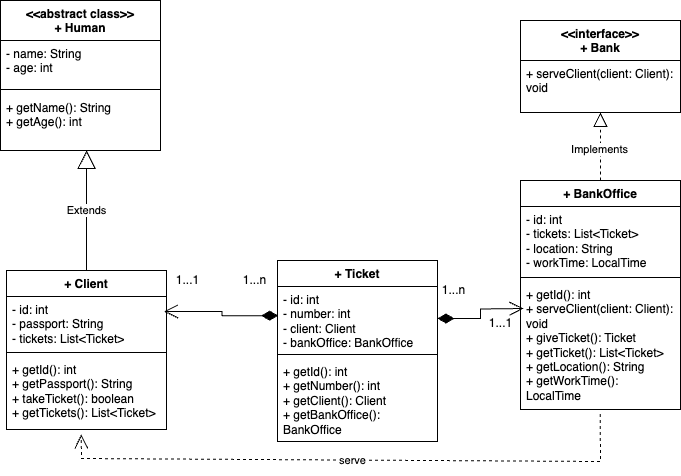 <<abstract class>>
+ Human
- name: String
- age: int
+ getName(): String
+ getAge(): int
<<interface>>
+ Bank
+ serveClient(client: Client):
void
Implements
Extends
+ BankOffice
- id: int
- tickets: List<Ticket>
- location: String
- workTime: LocalTime
+ getId(): int
+ serveClient(client: Client):
void
+ giveTicket(): Ticket
+ getTicket(): List<Ticket>
+ getLocation(): String
+ getWorkTime():
LocalTime
+ Client
- id: int
- passport: String
- tickets: List<Ticket>
+ getId(): int
+ getPassport(): String
+ takeTicket(): boolean
+ getTickets(): List<Ticket>
1...1
1...n
+ Ticket
- id: int
- number: int
- client: Client
- bankOffice: BankOffice
+ getId(): int
+ getNumber(): int
+ getClient(): Client
+ getBankOffice():
BankOffice
1...n
1...1
serve